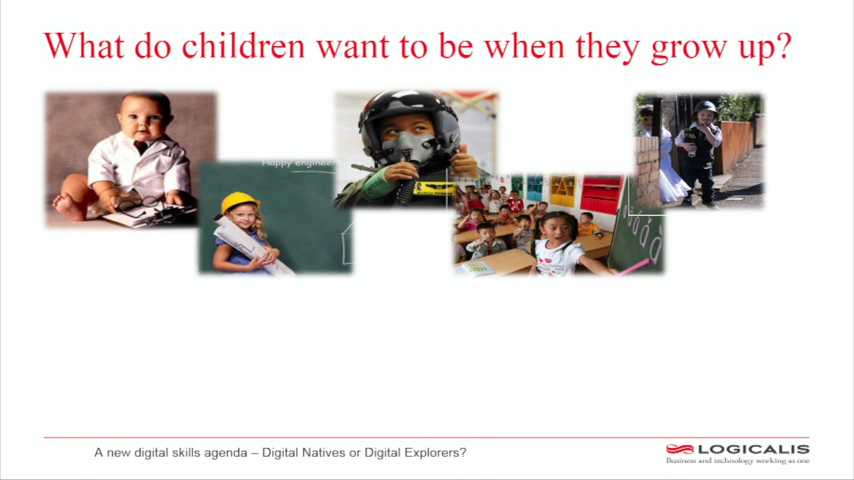 What do children want to be when they grow up?
Happy engineer
A new digital skills agenda – Digital Natives or Digital Explorers?
LOGICALIS
Business and technology working as one